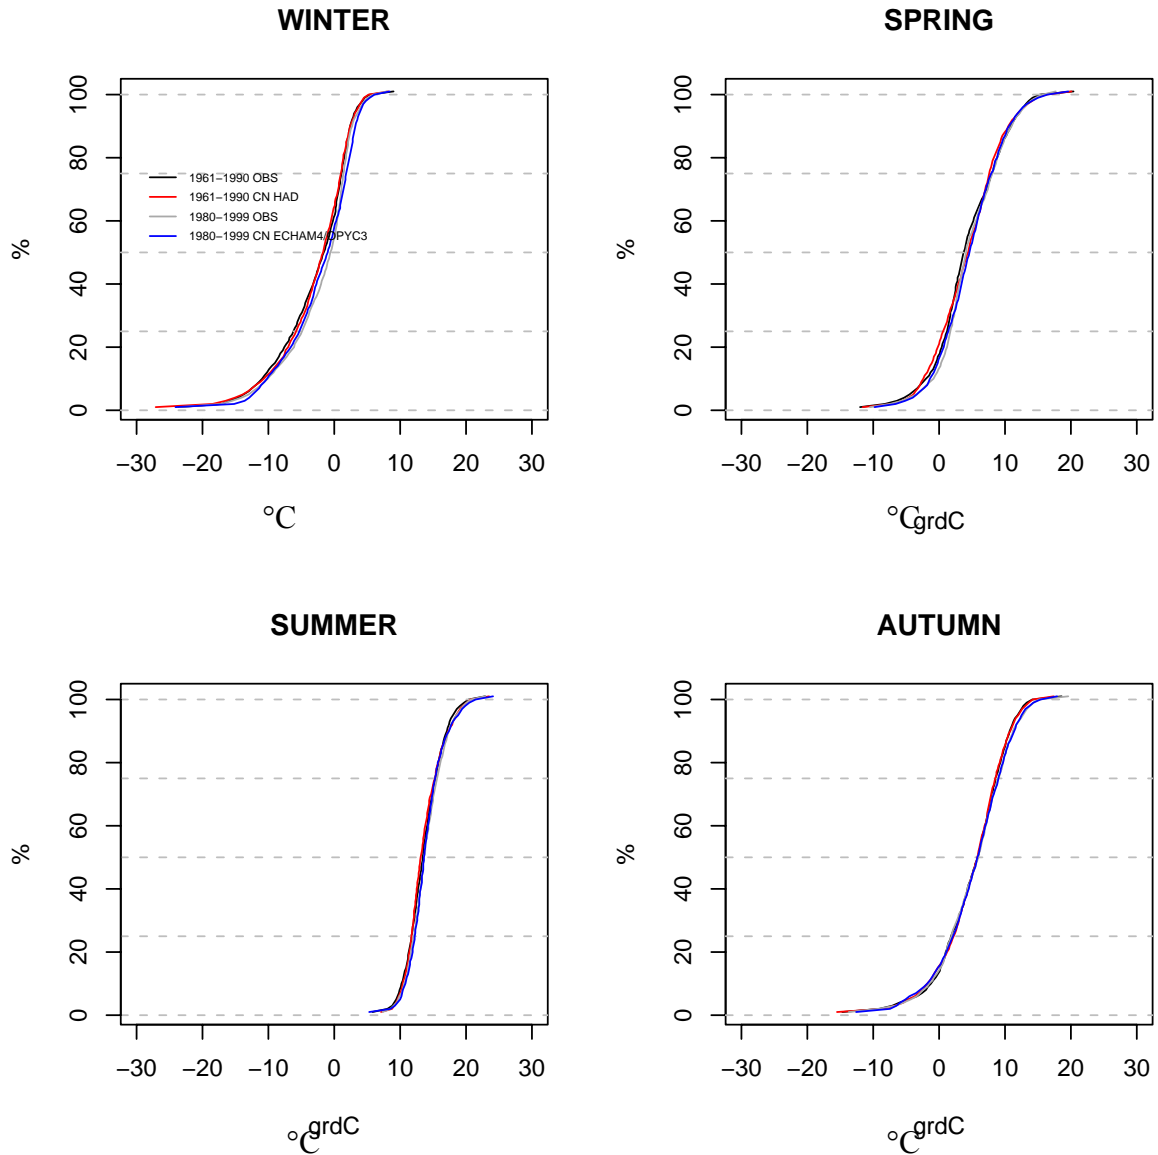 WINTER
SPRING
%
0 20 40 60 80 100
1961−1990 OBS
1961−1990 CN HAD
1980−1999 OBS
1980−1999 CN ECHAM4/OPYC3
−30 −20 −10 0 10 20 30
°C
%
0 20 40 60 80 100
−30 −20 −10 0 10 20 30
°C grdC
SUMMER
AUTUMN
%
0 20 40 60 80 100
−30 −20 −10 0 10 20 30
°C grdC
%
0 20 40 60 80 100
−30 −20 −10 0 10 20 30
°C grdC